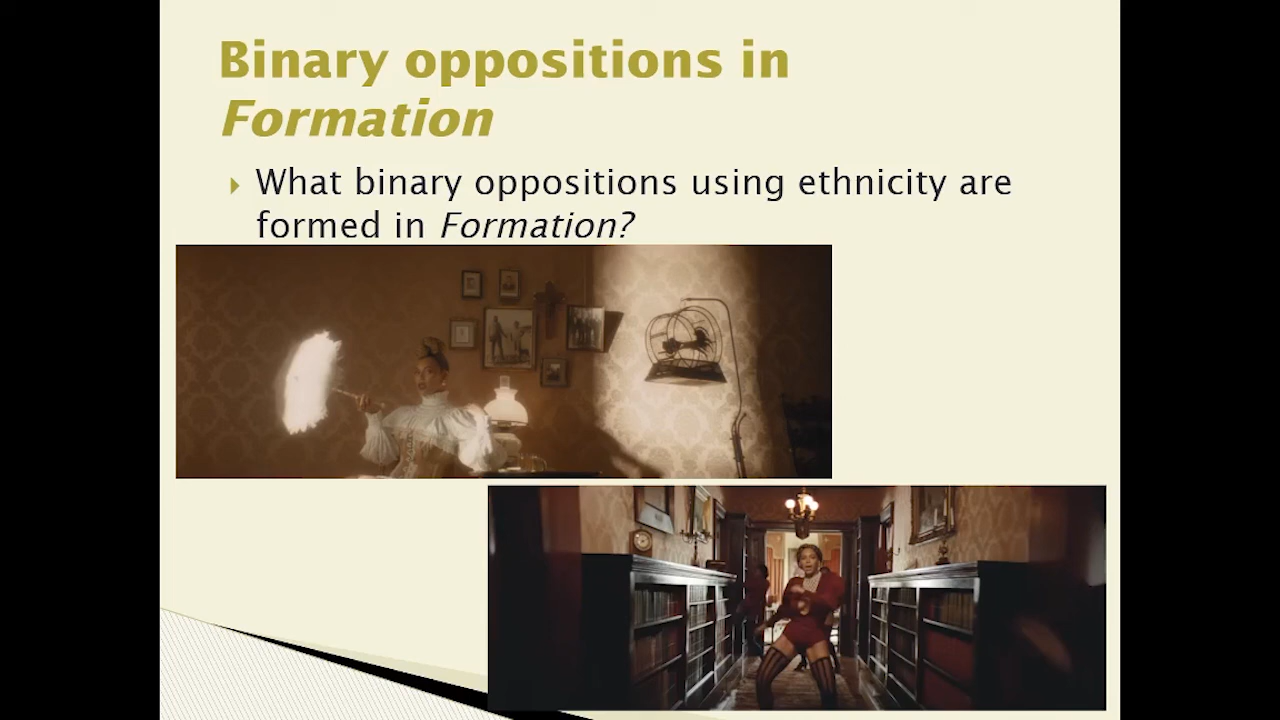 Binary oppositions in
Formation
What binary oppositions using ethnicity are
formed in Formation?